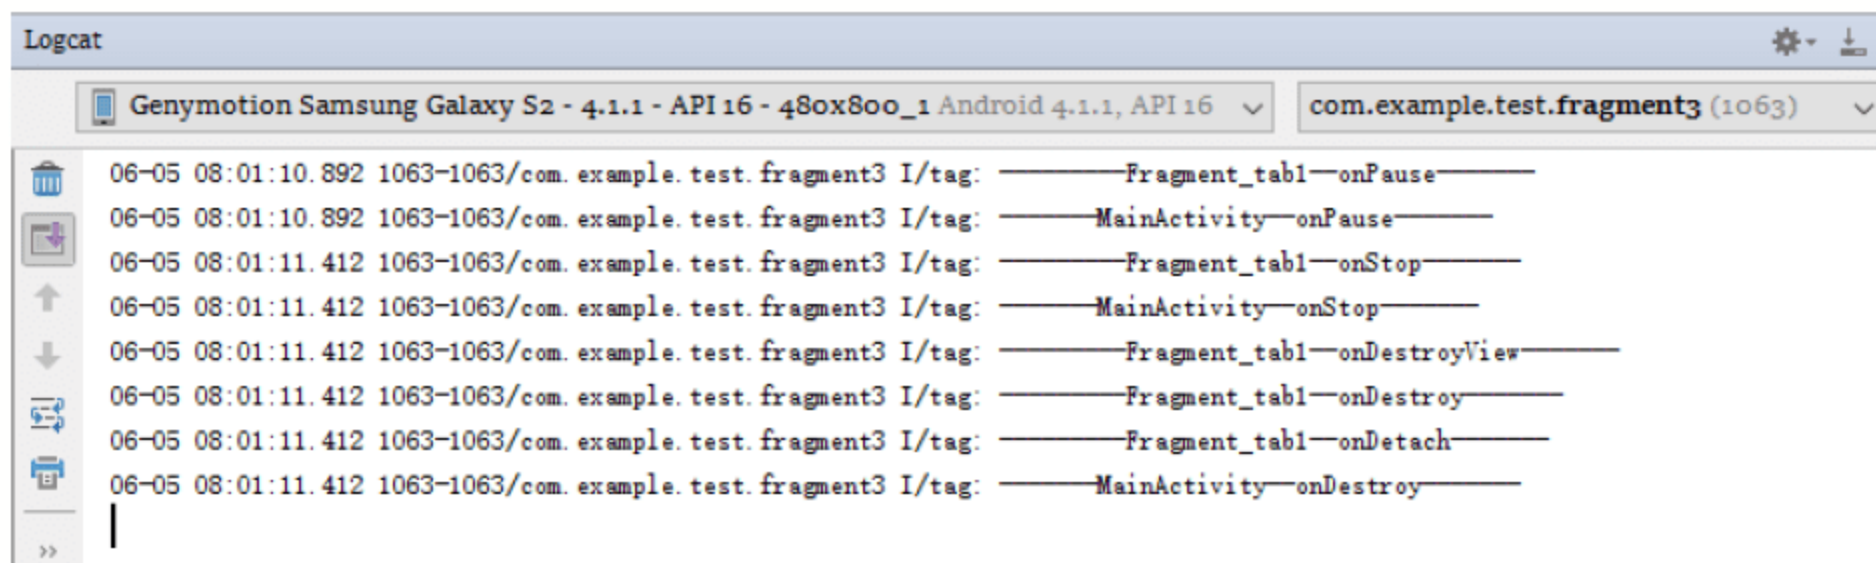 Logcat
Genymotion Samsung Galaxy S2 - 4.1.1 - API 16 - 480x800_1 Android 4.1.1, API 16 com.example.test.fragment3 (1063)
06-05 08:01:10.892 1063-1063/com.example.test.fragment3 I/tag: —————————Fragment_tab1——onPause———————
06-05 08:01:10.892 1063-1063/com.example.test.fragment3 I/tag: ———————MainActivity——onPause———————
06-05 08:01:11.412 1063-1063/com.example.test.fragment3 I/tag: —————————Fragment_tab1——onStop———————
06-05 08:01:11.412 1063-1063/com.example.test.fragment3 I/tag: ———————MainActivity——onStop———————
06-05 08:01:11.412 1063-1063/com.example.test.fragment3 I/tag: —————————Fragment_tab1——onDestroyView———————
06-05 08:01:11.412 1063-1063/com.example.test.fragment3 I/tag: —————————Fragment_tab1——onDestroy———————
06-05 08:01:11.412 1063-1063/com.example.test.fragment3 I/tag: —————————Fragment_tab1——onDetach———————
06-05 08:01:11.412 1063-1063/com.example.test.fragment3 I/tag: ———————MainActivity——onDestroy———————
»